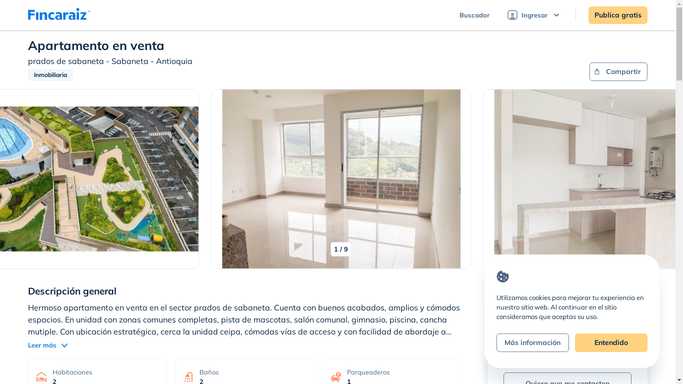 Fincaraiz
Buscador
Ingresar
Publica gratis
Apartamento en venta
prados de sabaneta - Sabaneta - Antioquia
Inmobiliaria
Compartir
1 / 9
Descripción general
Hermoso apartamento en venta en el sector prados de sabaneta. Cuenta con buenos acabados, amplios y cómodos
espacios. En unidad con zonas comunes completas, pista de mascotas, salón comunal, gimnasio, piscina, cancha
mutiple. Con ubicación estratégica, cerca la unidad ceipa, cómodas vías de acceso y con facilidad de abordaje a...
Leer más
Utilizamos cookies para mejorar tu experiencia en
nuestro sitio web. Al continuar en el sitio
consideramos que aceptas su uso.
Más información
Entendido
Quiero que me contacten
Habitaciones
2
Baños
2
Parqueaderos
1